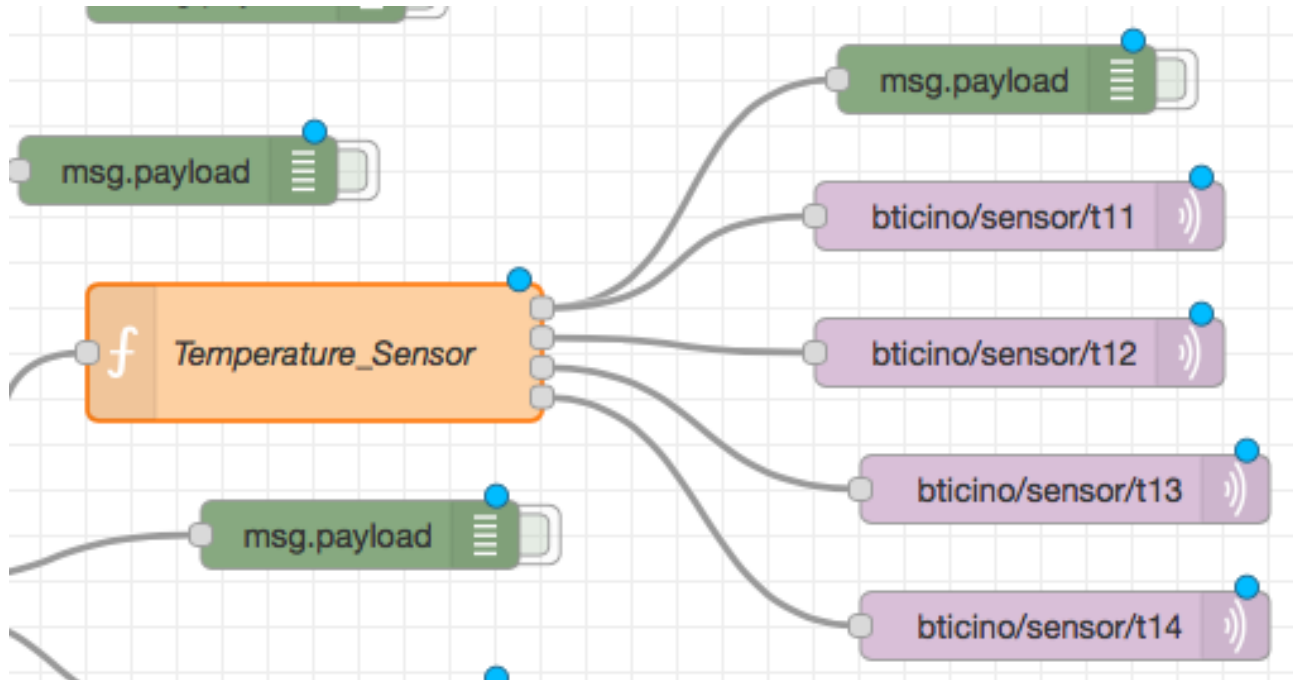 msg.payload
msg.payload
bticino/sensor/t11
Temperature_Sensor
bticino/sensor/t12
bticino/sensor/t13
msg.payload
bticino/sensor/t14